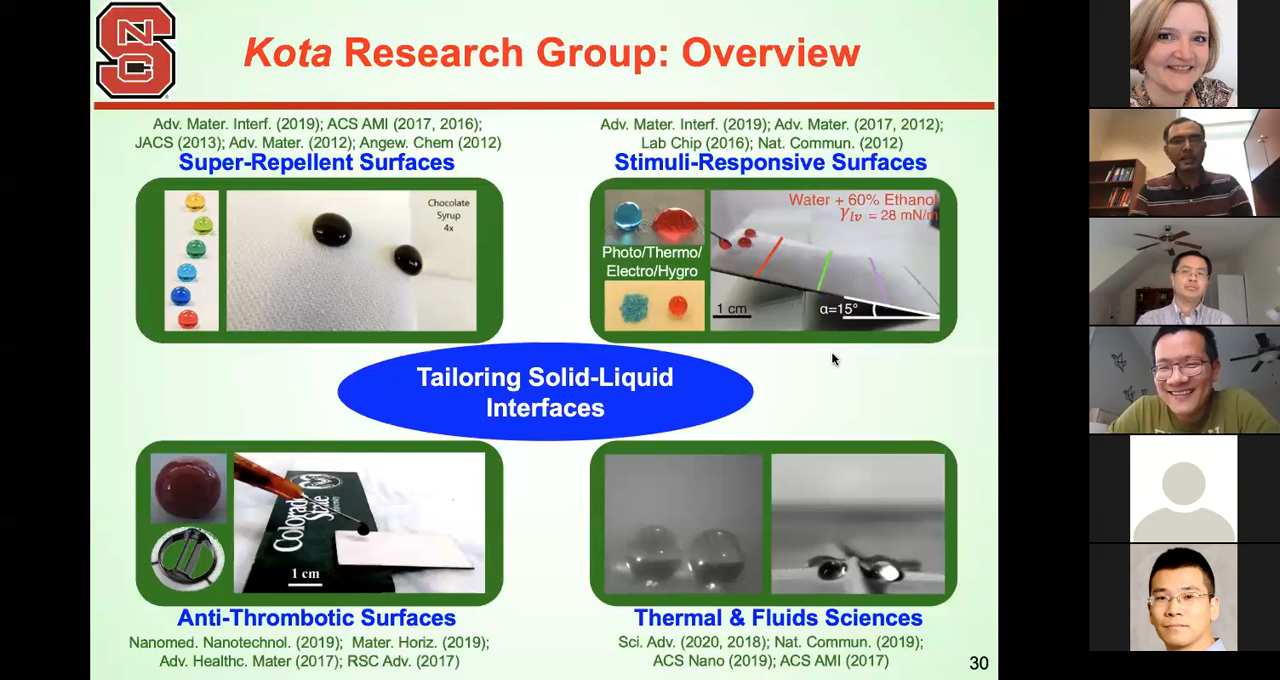 NC
S
Kota Research Group: Overview
Adv. Mater. Interf. (2019); ACS AMI (2017, 2016);
JACS (2013); Adv. Mater. (2012); Angew. Chem (2012)
Super-Repellent Surfaces
Chocolate
Syrup
4x
Adv. Mater. Interf. (2019); Adv. Mater. (2017, 2012);
Lab Chip (2016); Nat. Commun. (2012)
Stimuli-Responsive Surfaces
Photo/Thermo/
Electro/Hygro
Water + 60% Ethanol
γlv = 28 mN/m
1 cm
α=15°
Tailoring Solid-Liquid
Interfaces
Colorado
State
1 cm
Anti-Thrombotic Surfaces
Nanomed. Nanotechnol. (2019); Mater. Horiz. (2019);
Adv. Healthc. Mater (2017); RSC Adv. (2017)
Thermal & Fluids Sciences
Sci. Adv. (2020, 2018); Nat. Commun. (2019);
ACS Nano (2019); ACS AMI (2017)
30